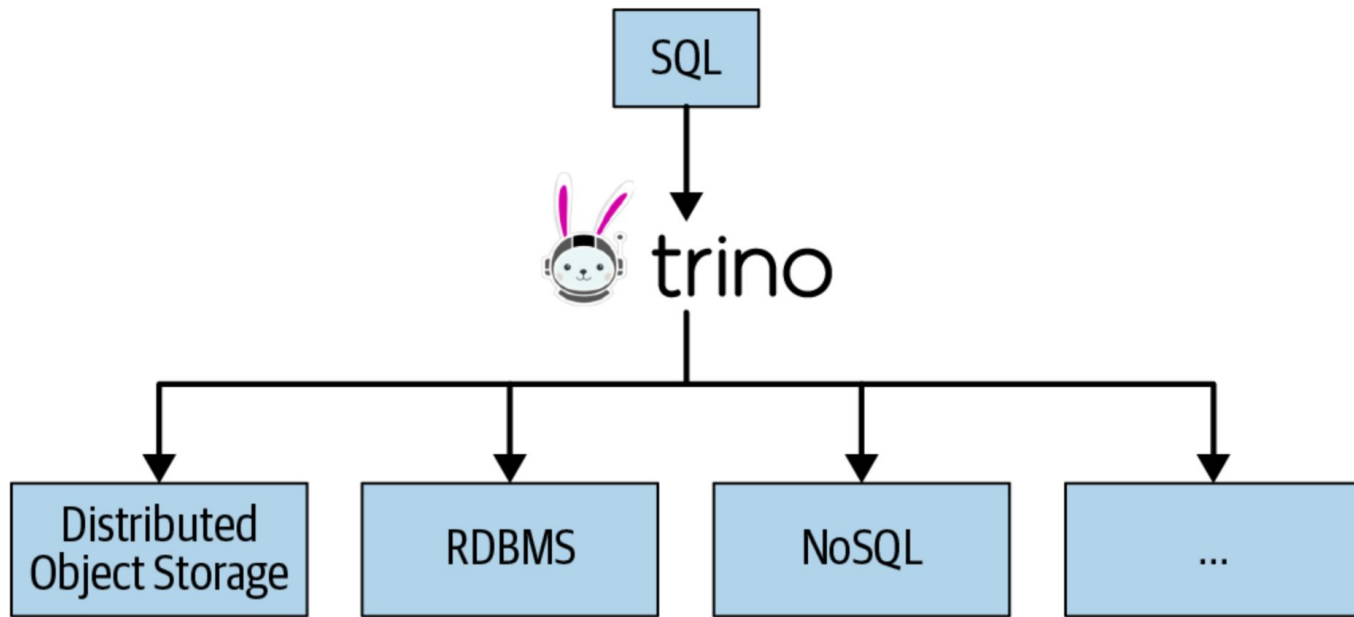 SQL
trino
Distributed
Object Storage
RDBMS
NoSQL
...